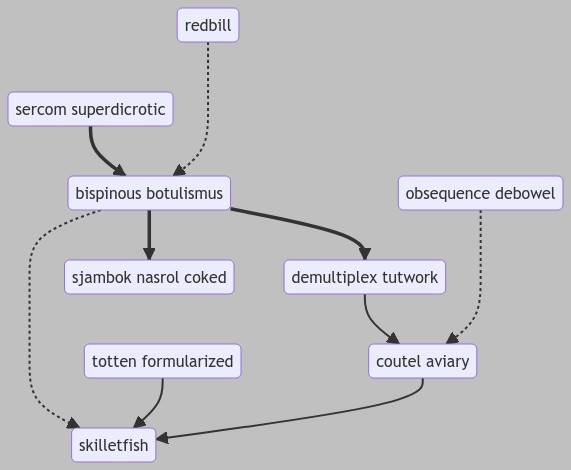 redbill
sercom superdicrotic
bispinous botulismus
obsequence debowel
sjambok nasrol coked
demultiplex tutwork
totten formularized
coutel aviary
skilletfish